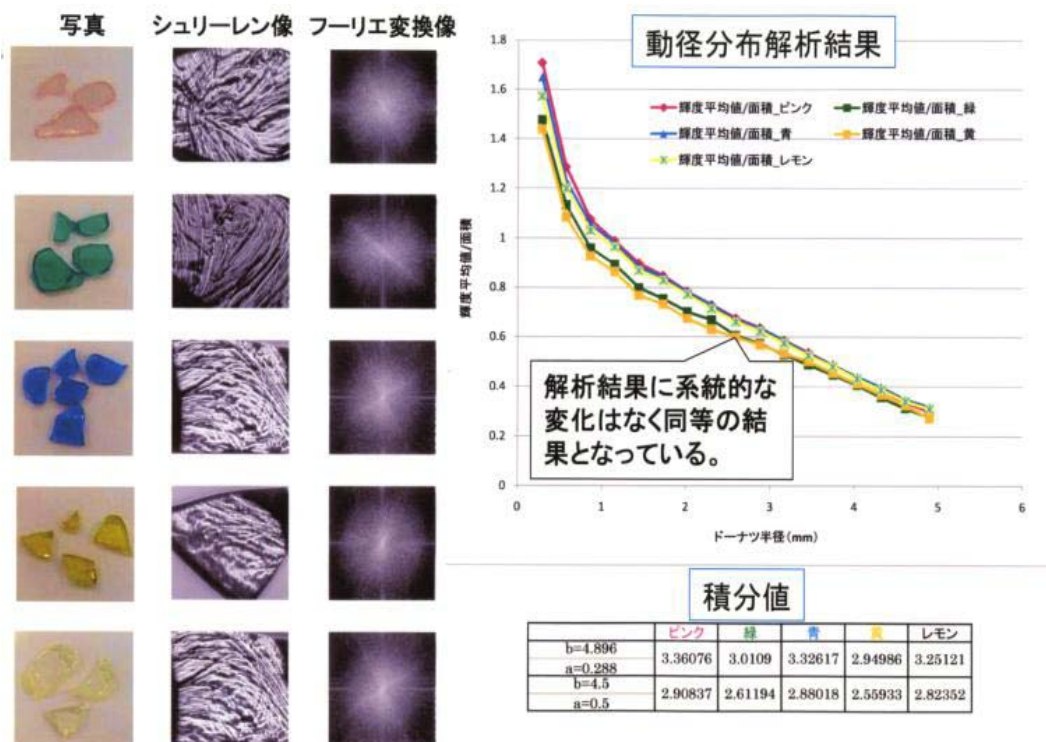 写真 シュリーレン像 フーリエ変換像
動径分布解析結果
輝度平均値/面積_ピンク 輝度平均値/面積_緑
輝度平均値/面積_青 輝度平均値/面積_黄
輝度平均値/面積_レモン
輝度平均値/面積
1.8
1.6
1.4
1.2
1
0.8
0.6
0.4
0.2
0
解析結果に系統的な
変化はなく同等の結
果となっている。
0 1 2 3 4 5 6
ドーナツ半径(mm)
積分値
ピンク 緑 青 黄 レモン
b=4.896
a=0.288
3.36076 3.0109 3.32617 2.94986 3.25121
b=4.5
a=0.5
2.90837 2.61194 2.88018 2.55933 2.82352